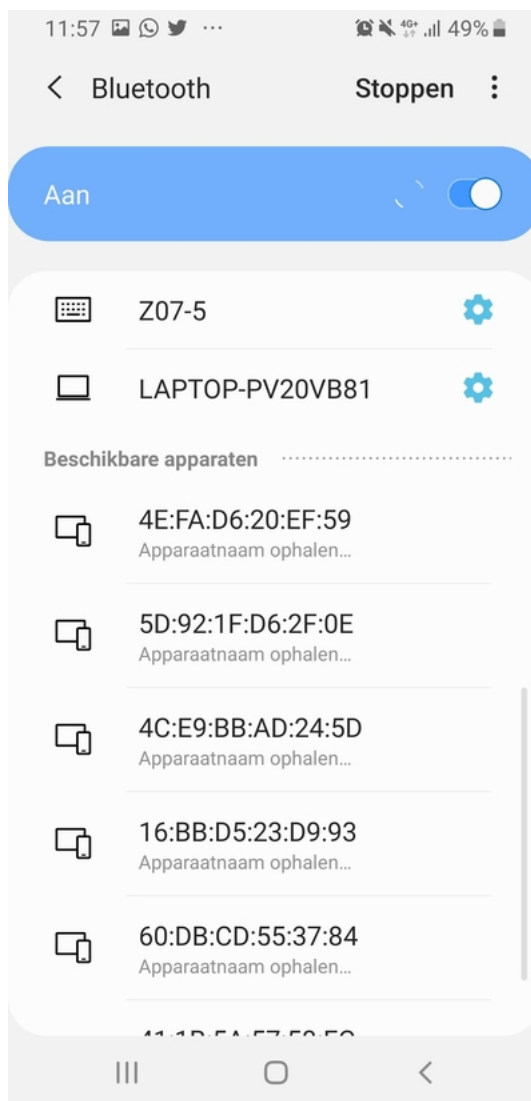 11:57 ... 4G+ 49%
Bluetooth Stoppen
Aan
Z07-5
LAPTOP-PV20VB81
Beschikbare apparaten
4E:FA:D6:20:EF:59
Apparaatnaam ophalen...
5D:92:1F:D6:2F:0E
Apparaatnaam ophalen...
4C:E9:BB:AD:24:5D
Apparaatnaam ophalen...
16:BB:D5:23:D9:93
Apparaatnaam ophalen...
60:DB:CD:55:37:84
Apparaatnaam ophalen...